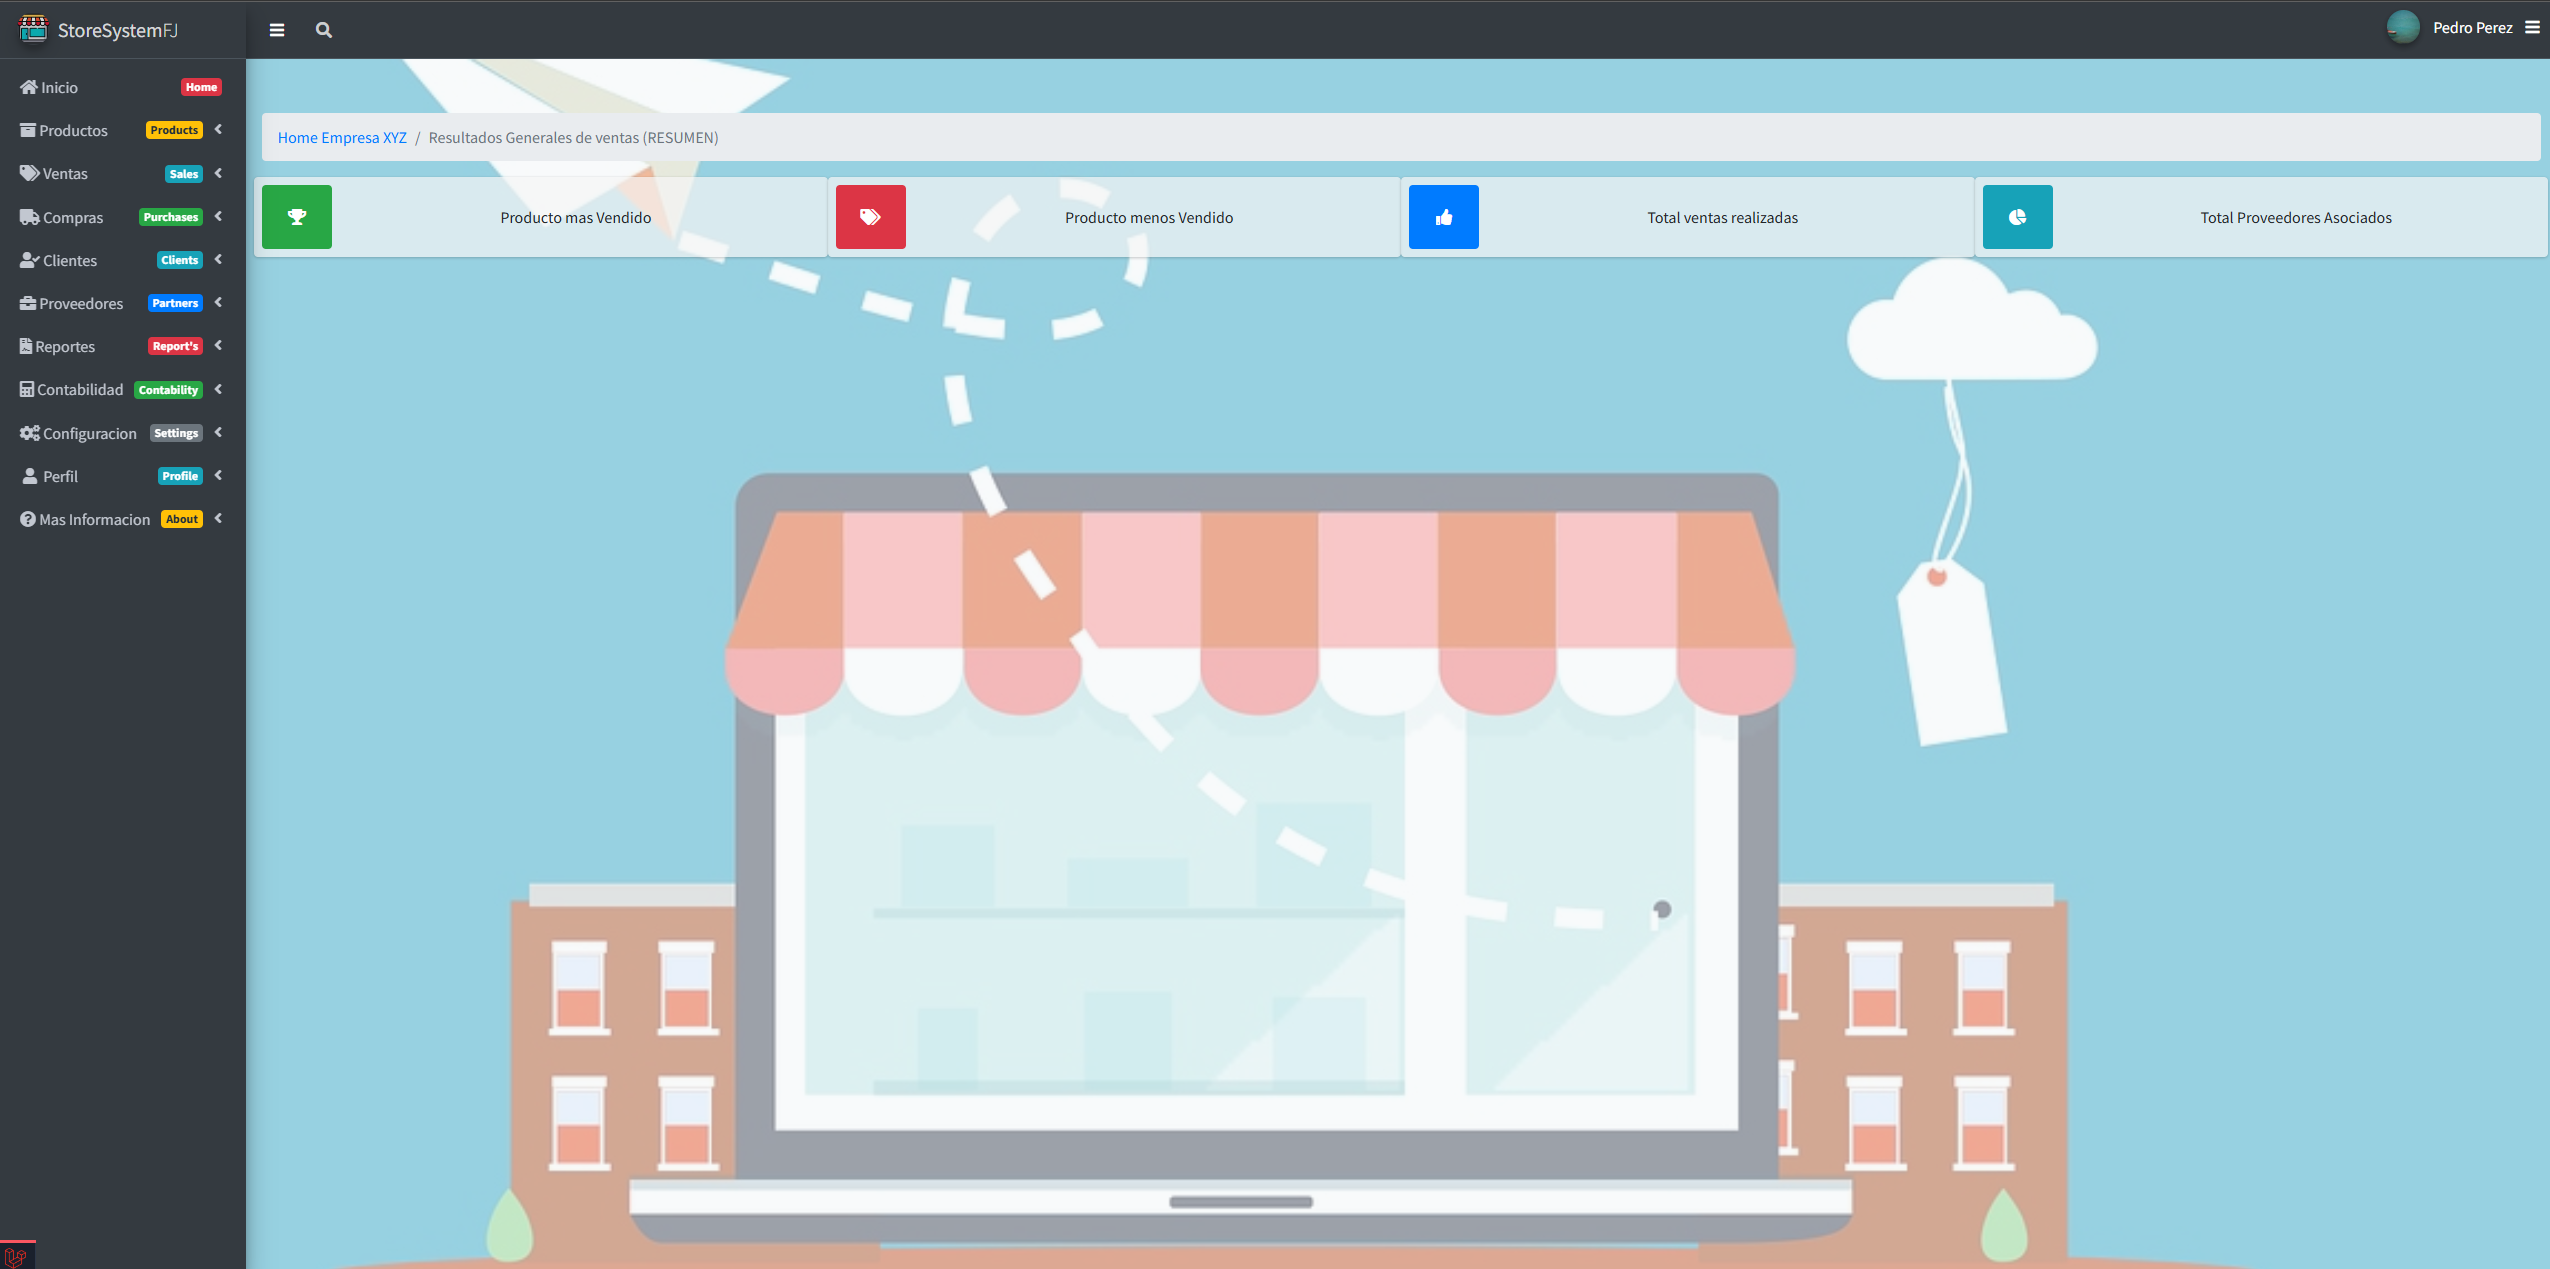 StoreSystemFJ
Pedro Perez
Inicio Home
Productos Products
Ventas Sales
Compras Purchases
Clientes Clients
Proveedores Partners
Reportes Report's
Contabilidad Contability
Configuracion Settings
Perfil Profile
Mas Informacion About
Home Empresa XYZ / Resultados Generales de ventas (RESUMEN)
Producto mas Vendido
Producto menos Vendido
Total ventas realizadas
Total Proveedores Asociados